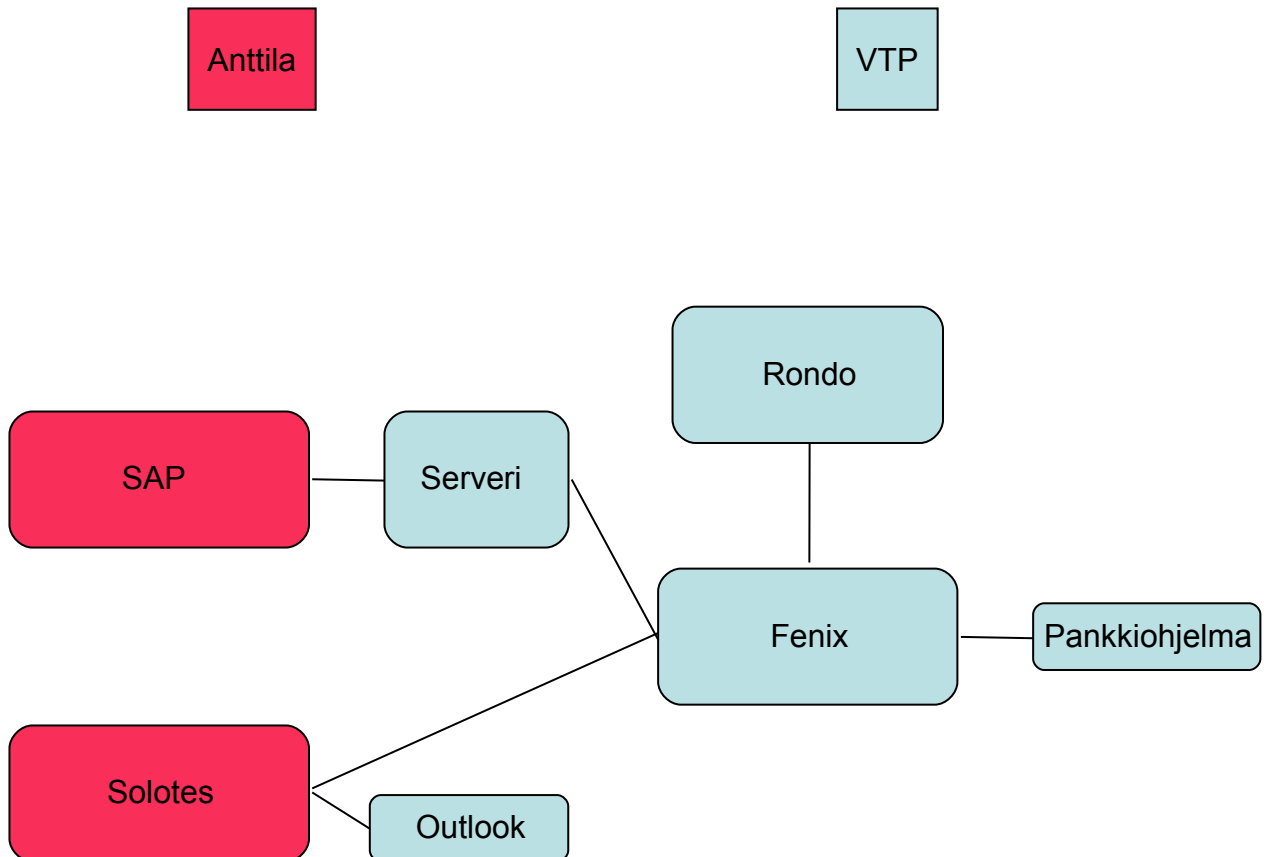 Anttila
VTP
Rondo
SAP
Serveri
Fenix
Pankkiohjelma
Solotes
Outlook